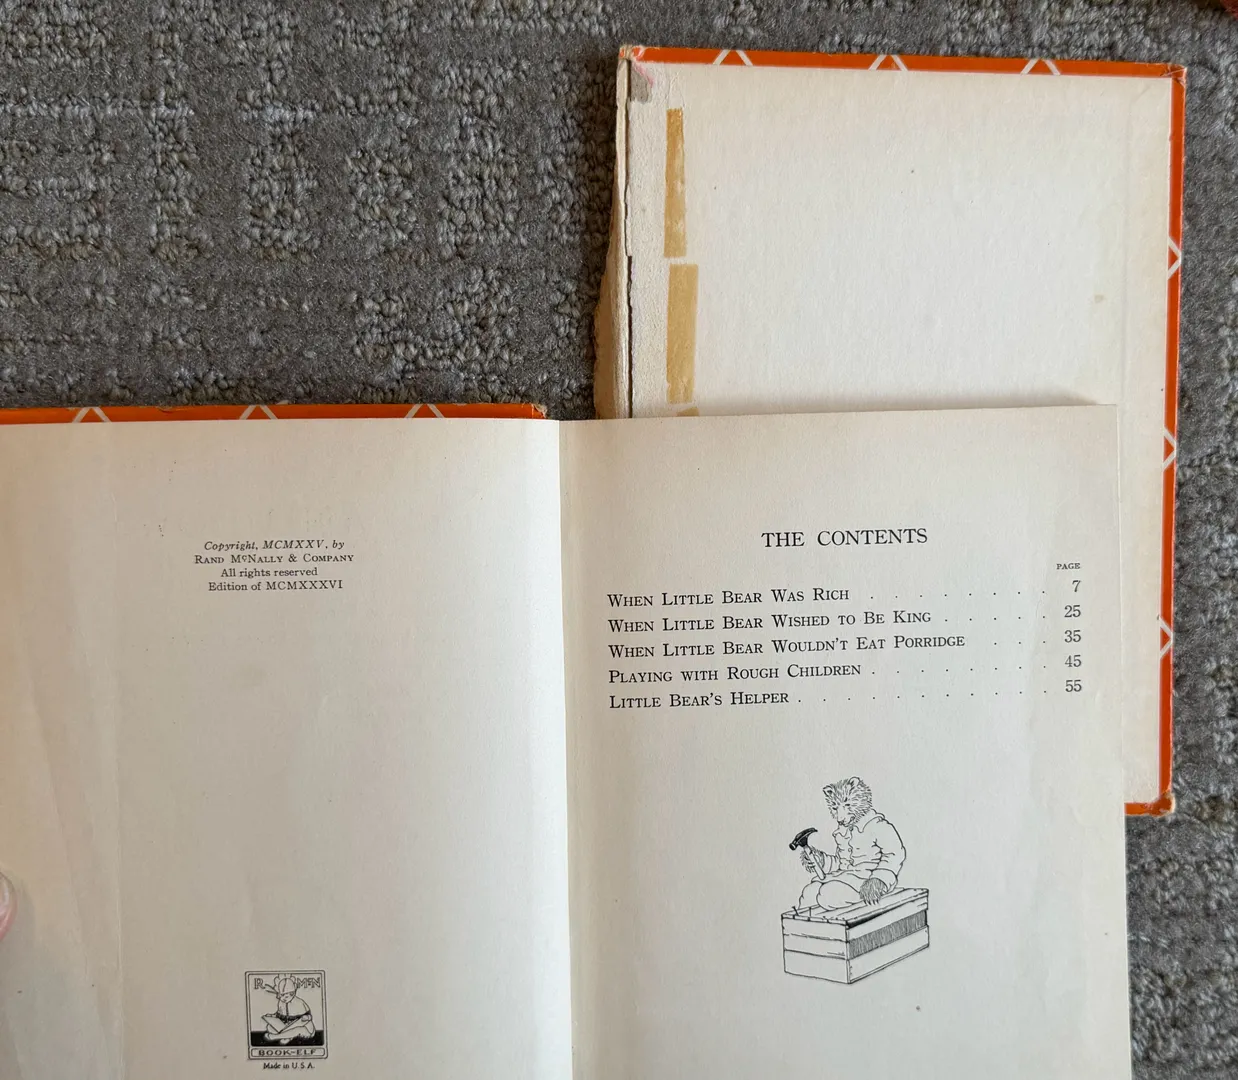 Copyright, MCMXXV, by
RAND MCNALLY & COMPANY
All rights reserved
Edition of MCMXXXVI
R McN
BOOK-ELF
Made in U.S.A.
THE CONTENTS
PAGE
WHEN LITTLE BEAR WAS RICH . . . . . . . . 7
WHEN LITTLE BEAR WISHED TO BE KING . . . . . . 25
WHEN LITTLE BEAR WOULDN'T EAT PORRIDGE . . . 35
PLAYING WITH ROUGH CHILDREN . . . . . . . . 45
LITTLE BEAR'S HELPER . . . . . . . . . . . 55